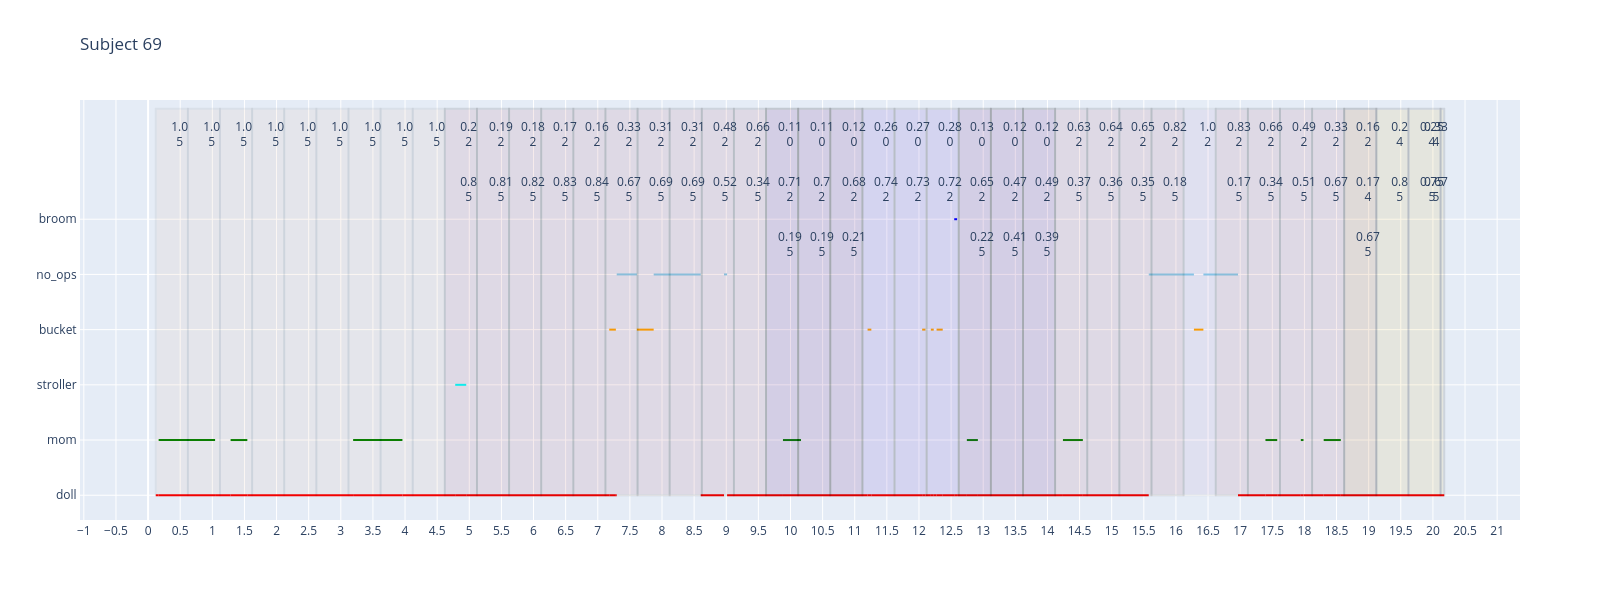 Subject 69
1.0 1.0 1.0 1.0 1.0 1.0 1.0 1.0 1.0 0.2 0.19 0.18 0.17 0.16 0.33 0.31 0.31 0.48 0.66 0.11 0.11 0.12 0.26 0.27 0.28 0.13 0.12 0.12 0.63 0.64 0.65 0.82 1.0 0.83 0.66 0.49 0.33 0.16 0.2
5 5 5 5 5 5 5 5 5 2 2 2 2 2 2 2 2 2 2 0 0 0 0 0 0 0 0 0 2 2 2 2 2 2 2 2 2 2 4
0.8 0.81 0.82 0.83 0.84 0.67 0.69 0.69 0.52 0.34 0.71 0.7 0.68 0.74 0.73 0.72 0.65 0.47 0.49 0.37 0.36 0.35 0.18 0.17 0.34 0.51 0.67 0.17 0.8
5 5 5 5 5 5 5 5 5 5 2 2 2 2 2 2 2 2 2 5 5 5 5 5 5 5 5 4 5
broom
0.19 0.19 0.21 0.22 0.41 0.39 0.67
5 5 5 5 5 5 5
no_ops
bucket
stroller
mom
doll
−1 −0.5 0 0.5 1 1.5 2 2.5 3 3.5 4 4.5 5 5.5 6 6.5 7 7.5 8 8.5 9 9.5 10 10.5 11 11.5 12 12.5 13 13.5 14 14.5 15 15.5 16 16.5 17 17.5 18 18.5 19 19.5 20 20.5 21